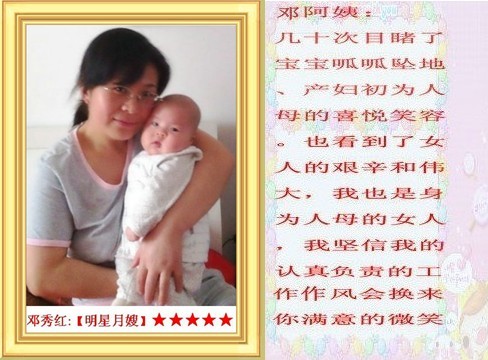 邓秀红:【明星月嫂】★★★★★
邓阿姨：
几十次目睹了
宝宝呱呱坠地
、产妇初为人
母的喜悦笑容
。也看到了女
人的艰辛和伟
大，我也是身
为人母的女人
，我坚信我的
认真负责的工
作作风会换来
你满意的微笑